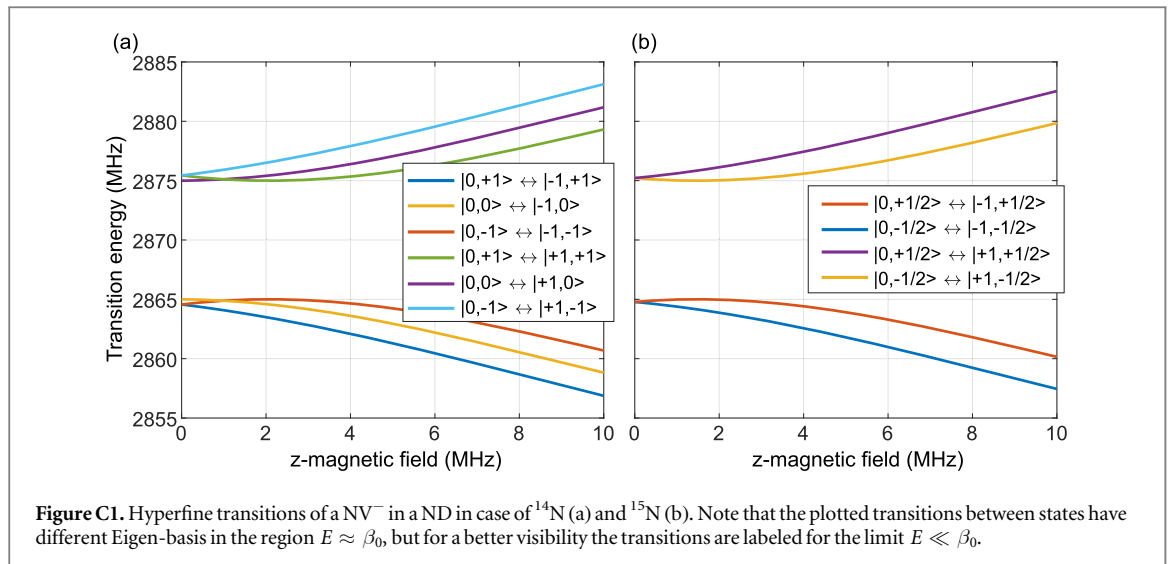 (a)
(b)
Transition energy (MHz)
2885
2880
2875
2870
2865
2860
2855
0 2 4 6 8 10
z-magnetic field (MHz)
|0,+1> ↔ |-1,+1>
|0,0> ↔ |-1,0>
|0,-1> ↔ |-1,-1>
|0,+1> ↔ |+1,+1>
|0,0> ↔ |+1,0>
|0,-1> ↔ |+1,-1>
0 2 4 6 8 10
z-magnetic field (MHz)
|0,+1/2> ↔ |-1,+1/2>
|0,-1/2> ↔ |-1,-1/2>
|0,+1/2> ↔ |+1,+1/2>
|0,-1/2> ↔ |+1,-1/2>
Figure C1. Hyperfine transitions of a NV⁻ in a ND in case of ¹⁴N (a) and ¹⁵N (b). Note that the plotted transitions between states have
different Eigen-basis in the region E ≈ β₀, but for a better visibility the transitions are labeled for the limit E ≪ β₀.